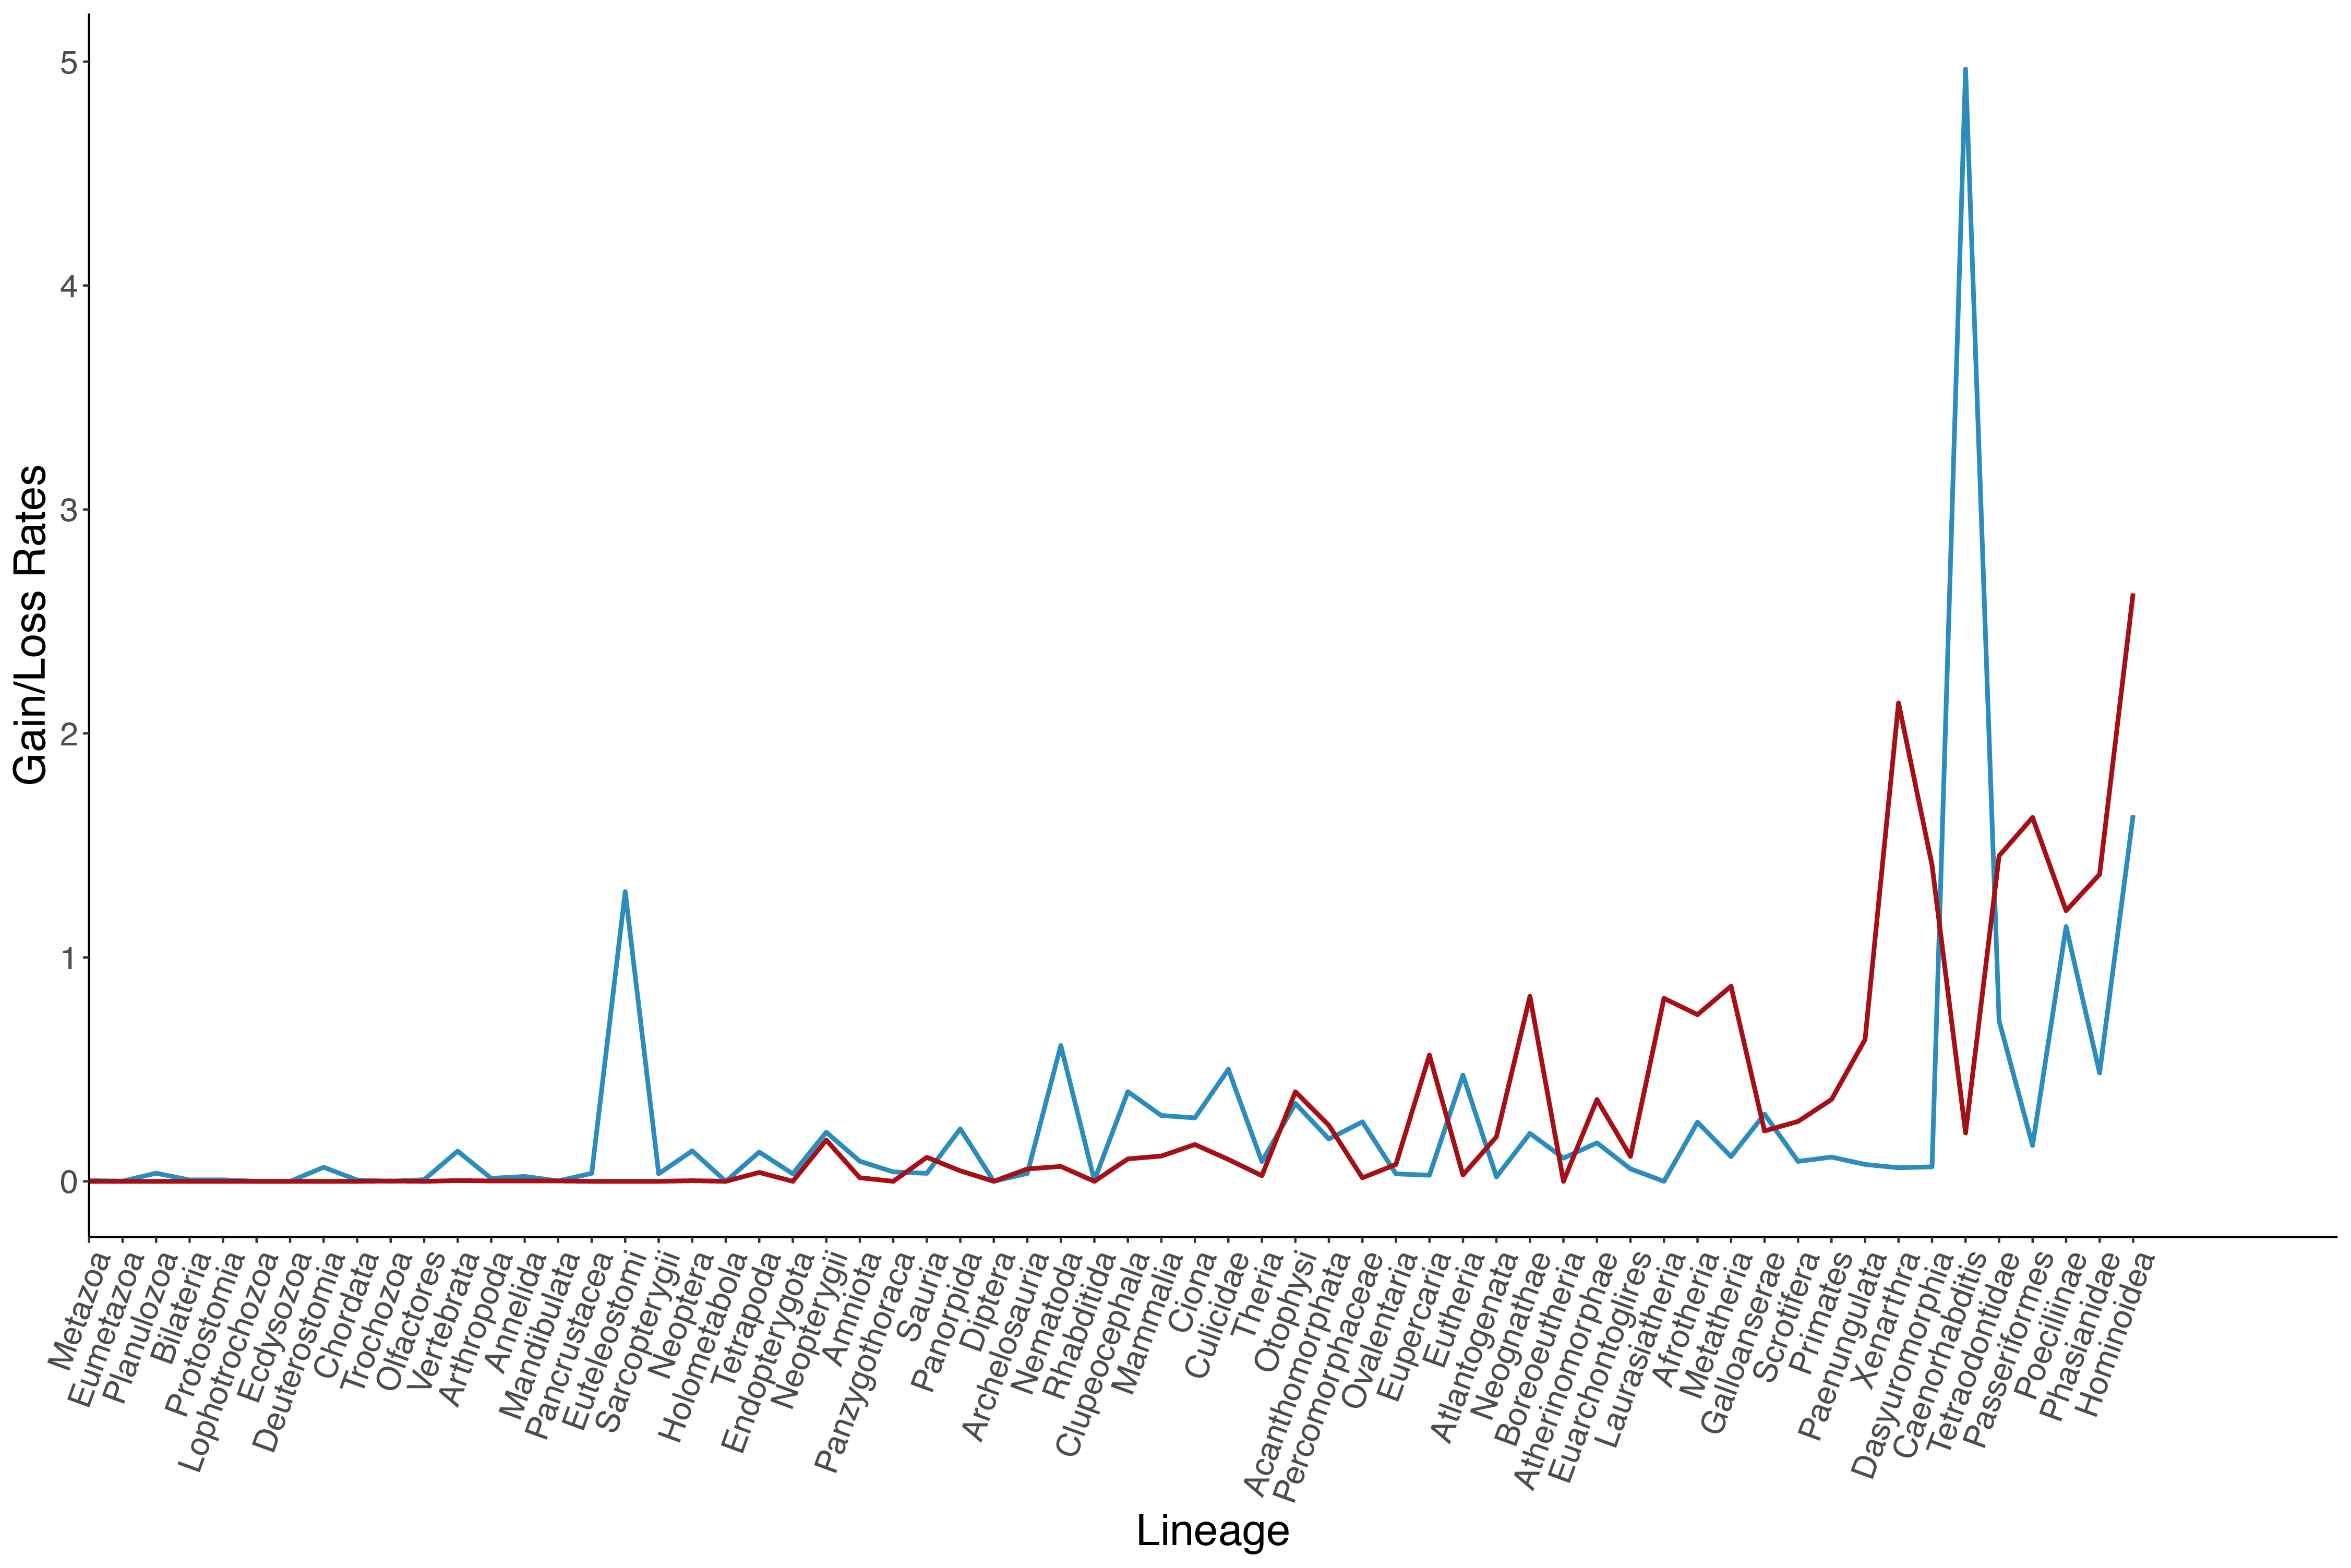 Gain/Loss Rates
5
4
3
2
1
0
Metazoa
Eumetazoa
Planulozoa
Bilateria
Protostomia
Lophotrochozoa
Ecdysozoa
Deuterostomia
Chordata
Trochozoa
Olfactores
Vertebrata
Arthropoda
Annelida
Mandibulata
Pancrustacea
Euteleostomi
Sarcopterygii
Neoptera
Holometabola
Tetrapoda
Endopterygota
Neopterygii
Amniota
Panzygothoraca
Sauria
Panorpida
Diptera
Archelosauria
Nematoda
Rhabditida
Clupeocephala
Mammalia
Ciona
Culicidae
Theria
Otophysi
Acanthomorphata
Percomorphaceae
Ovalentaria
Eupercaria
Eutheria
Atlantogenata
Neognathae
Boreoeutheria
Atherinomorphae
Euarchontoglires
Laurasiatheria
Afrotheria
Metatheria
Galloanserae
Scrotifera
Primates
Paenungulata
Xenarthra
Dasyuromorphia
Caenorhabditis
Tetraodontidae
Passeriformes
Poeciliinae
Phasianidae
Hominoidea
Lineage